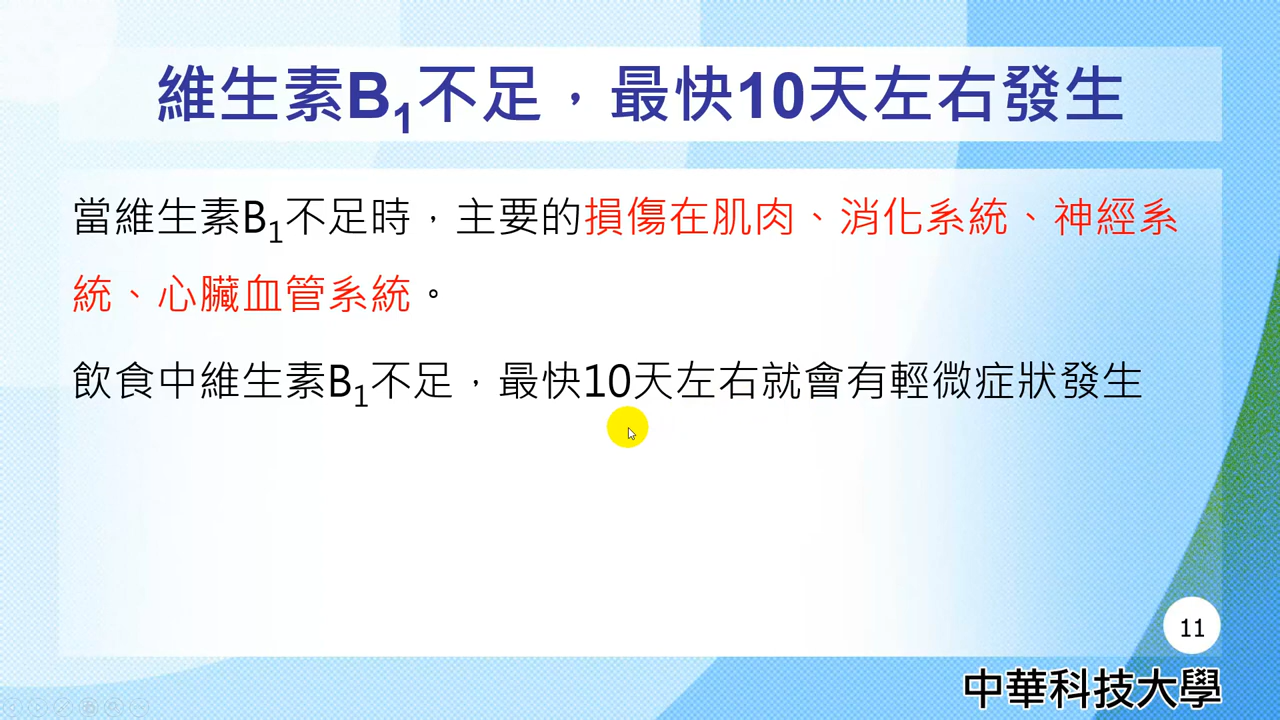 維生素B₁不足，最快10天左右發生
當維生素B₁不足時，主要的損傷在肌肉、消化系統、神經系
統、心臟血管系統。
飲食中維生素B₁不足，最快10天左右就會有輕微症狀發生
11
中華科技大學